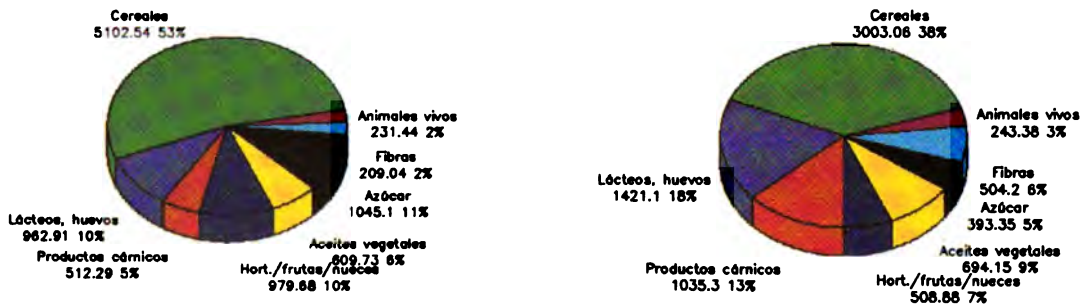 Cereales
5102.54 53%
Animales vivos
231.44 2%
Fibras
209.04 2%
Azúcar
1045.1 11%
Aceites vegetales
609.73 6%
Hort./frutas/nueces
979.68 10%
Productos cárnicos
512.29 5%
Lácteos, huevos
962.91 10%
Cereales
3003.06 38%
Animales vivos
243.38 3%
Fibras
504.2 6%
Azúcar
393.35 5%
Aceites vegetales
694.15 9%
Hort./frutas/nueces
508.88 7%
Productos cárnicos
1035.3 13%
Lácteos, huevos
1421.1 18%